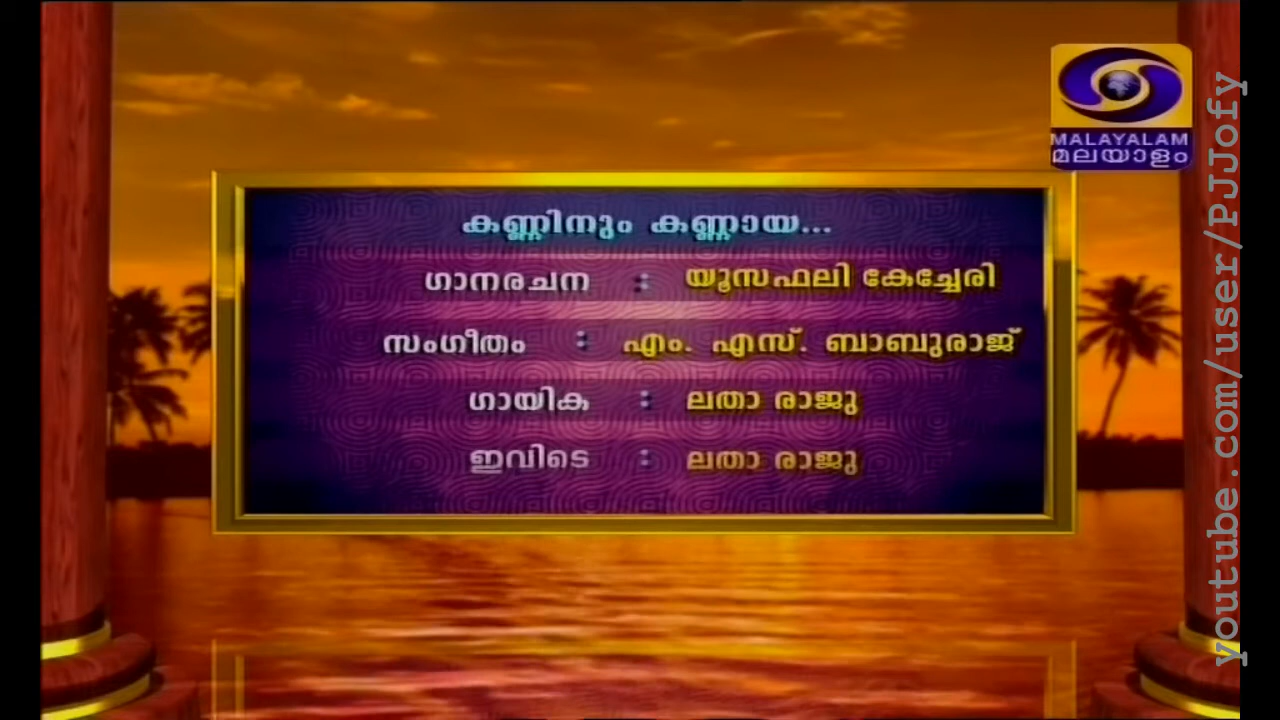 MALAYALAM
മലയാളം
കണ്ണിനും കണ്ണായ...
ഗാനരചന : യൂസഫലി കേച്ചേരി
സംഗീതം : എം. എസ്. ബാബുരാജ്
ഗായിക : ലതാ രാജു
ഇവിടെ : ലതാ രാജു
youtube.com/user/PJJofy